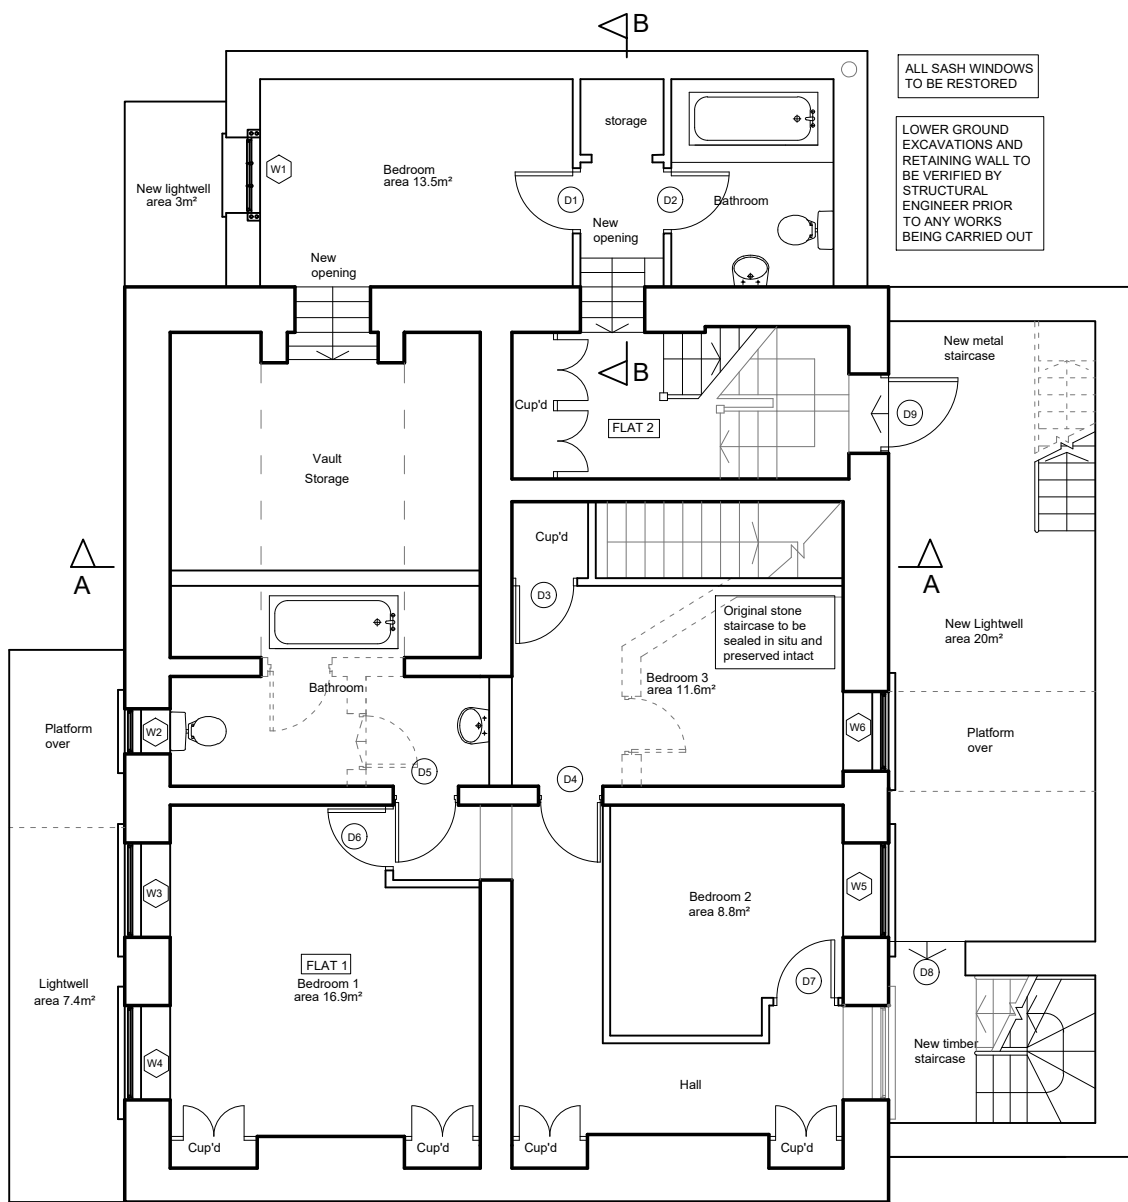 B
ALL SASH WINDOWS
TO BE RESTORED
LOWER GROUND
EXCAVATIONS AND
RETAINING WALL TO
BE VERIFIED BY
STRUCTURAL
ENGINEER PRIOR
TO ANY WORKS
BEING CARRIED OUT
storage
W1
Bedroom
area 13.5m²
New lightwell
area 3m²
D1
D2
Bathroom
New
opening
New
opening
New metal
staircase
B
Cup'd
FLAT 2
D9
Vault
Storage
Cup'd
A
A
D3
Original stone
staircase to be
sealed in situ and
preserved intact
New Lightwell
area 20m²
Bathroom
Bedroom 3
area 11.6m²
Platform
over
W2
W6
Platform
over
D5
D4
D6
W3
W5
Bedroom 2
area 8.8m²
FLAT 1
Bedroom 1
area 16.9m²
D7
D8
Lightwell
area 7.4m²
W4
New timber
staircase
Hall
Cup'd
Cup'd
Cup'd
Cup'd